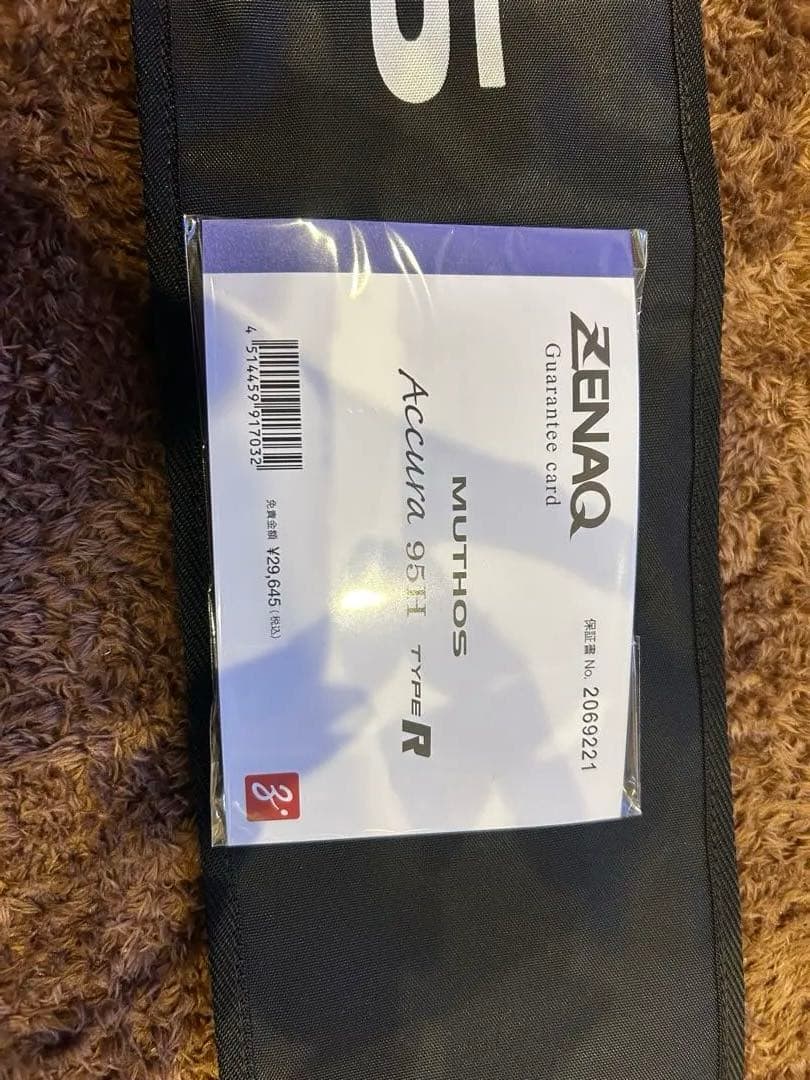 ZENAQ
Guarantee card
保証書 No. 2069221
MUTHOS
Accura 95H TYPE R
4 514459 917032
免責金額 ¥29,645(税込)